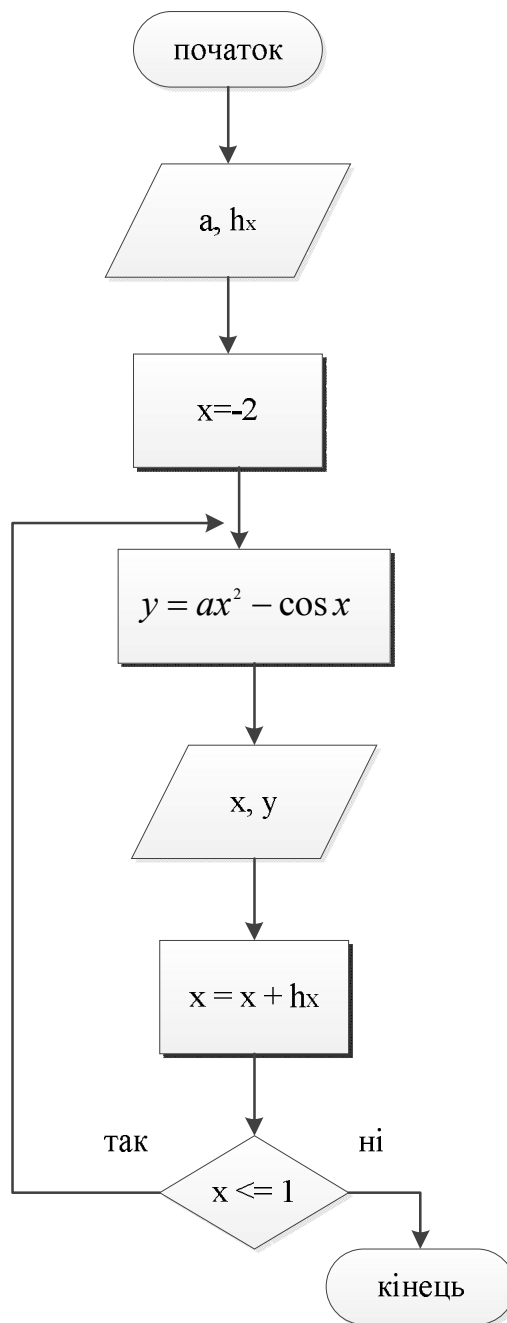 початок
a, hx
x=-2
y = ax² − cos x
x, y
x = x + hx
так
ні
x <= 1
кінець